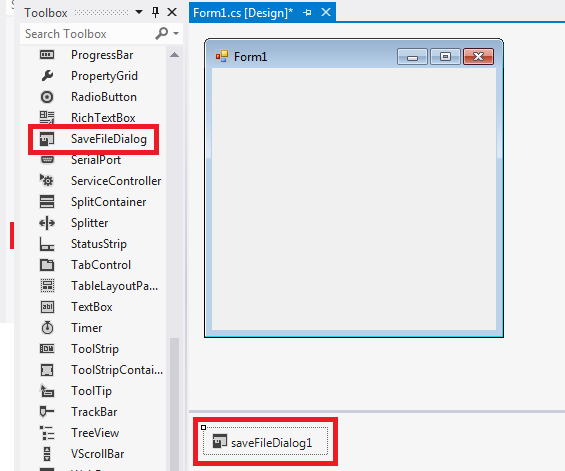 Toolbox
Search Toolbox
ProgressBar
PropertyGrid
RadioButton
RichTextBox
SaveFileDialog
SerialPort
ServiceController
SplitContainer
Splitter
StatusStrip
TabControl
TableLayoutPa...
TextBox
Timer
ToolStrip
ToolStripContai...
ToolTip
TrackBar
TreeView
VScrollBar
Form1.cs [Design]*
Form1
saveFileDialog1